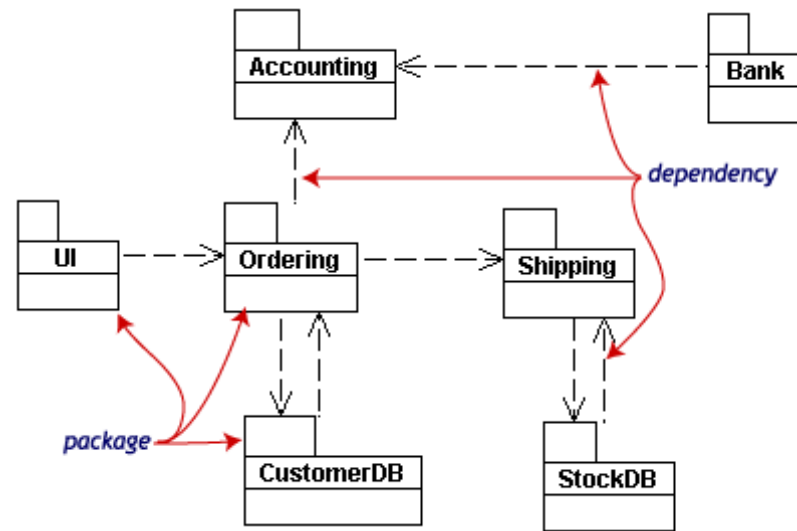 Accounting
Bank
dependency
UI
Ordering
Shipping
package
CustomerDB
StockDB